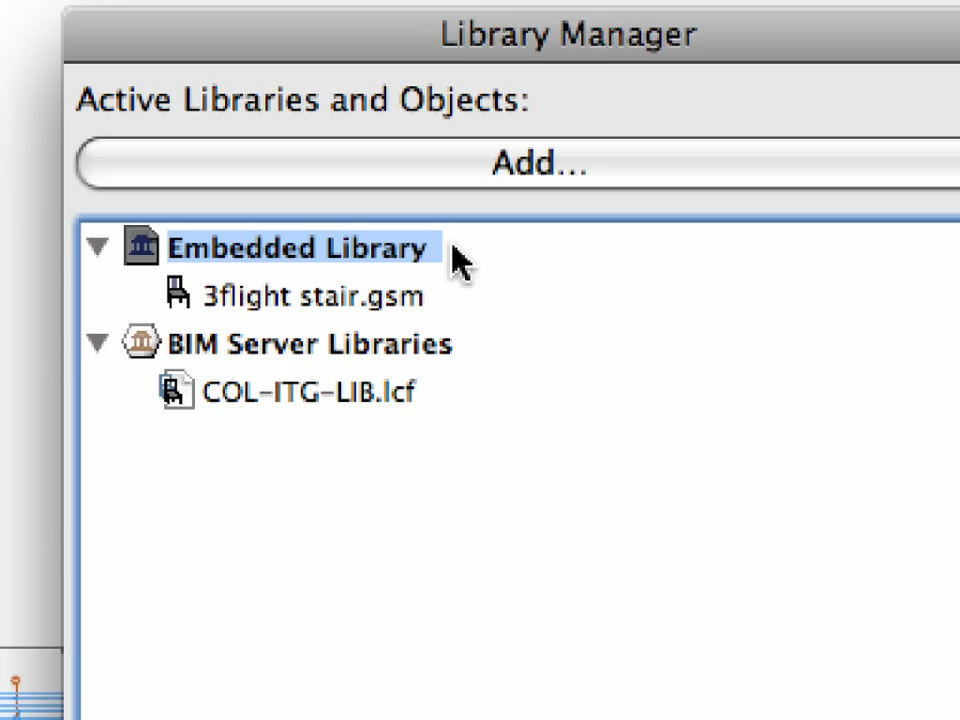 Library Manager
Active Libraries and Objects:
Add...
Embedded Library
3flight stair.gsm
BIM Server Libraries
COL-ITG-LIB.lcf